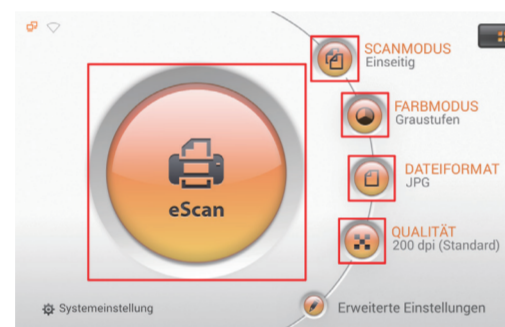 SCANMODUS
Einseitig
FARBMODUS
Graustufen
DATEIFORMAT
JPG
eScan
QUALITÄT
200 dpi (Standard)
Systemeinstellung
Erweiterte Einstellungen